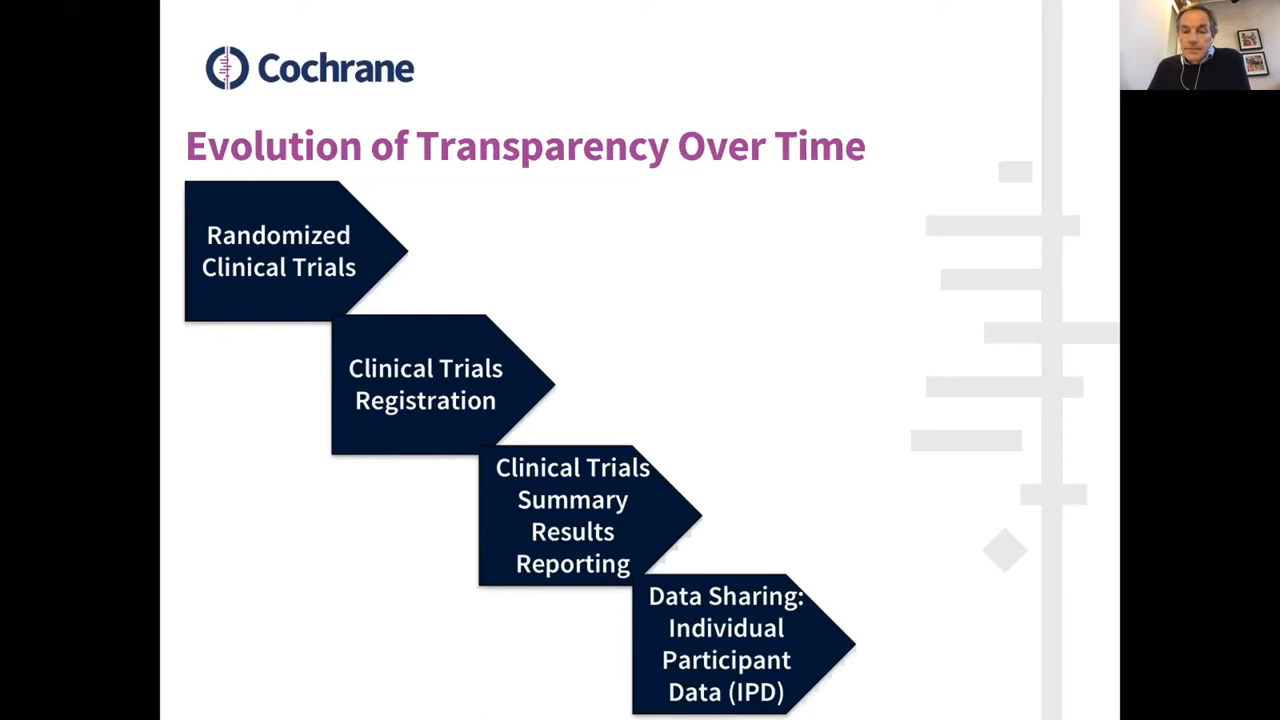 Cochrane
Evolution of Transparency Over Time
Randomized
Clinical Trials
Clinical Trials
Registration
Clinical Trials
Summary
Results
Reporting
Data Sharing:
Individual
Participant
Data (IPD)